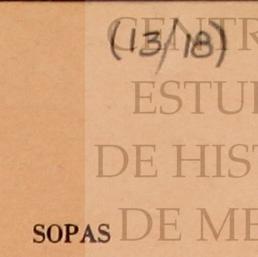 (13/18)
CENTR
ESTU
DE HIST
DE ME
SOPAS